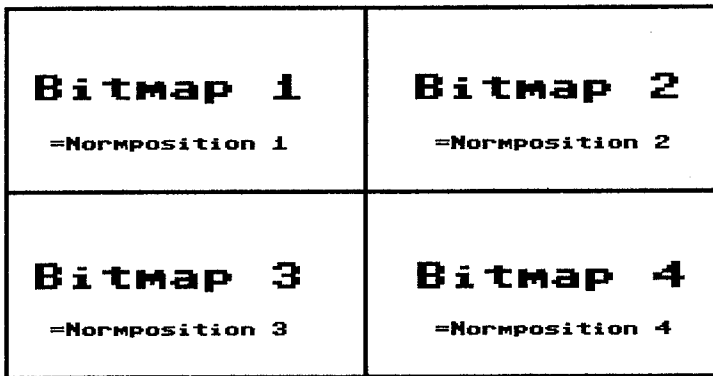 Bitmap 1
=Normposition 1
Bitmap 2
=Normposition 2
Bitmap 3
=Normposition 3
Bitmap 4
=Normposition 4